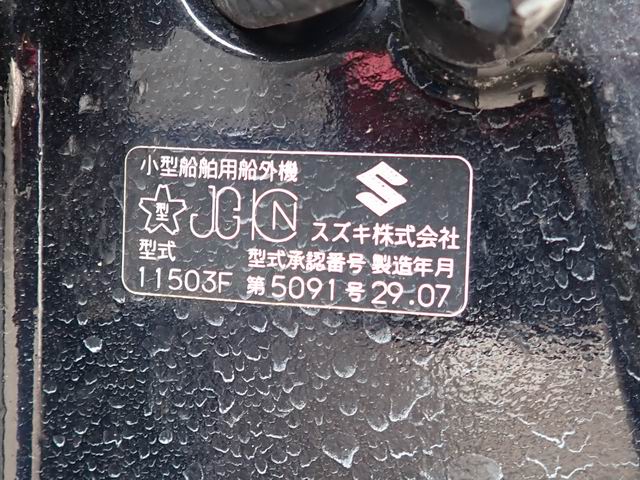 小型船舶用船外機
型 JCI N
スズキ株式会社
型式 型式承認番号 製造年月
11503F 第5091号 29.07